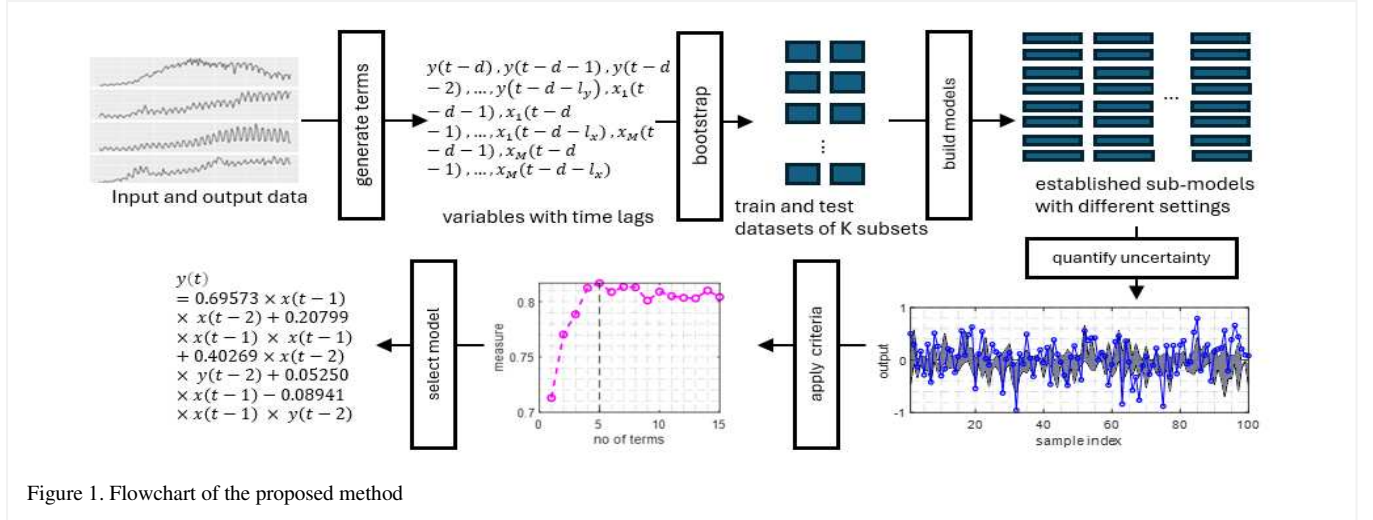 Input and output data
generate terms
y(t − d) , y(t − d − 1) , y(t − d
− 2) , … , y(t − d − l_y) , x_1(t
− d − 1) , x_1(t − d
− 1) , … , x_1(t − d − l_x) , x_M(t
− d − 1) , x_M(t − d
− 1) , … , x_M(t − d − l_x)
variables with time lags
bootstrap
⋮
train and test
datasets of K subsets
build models
…
established sub-models
with different settings
quantify uncertainty
1
0
-1
output
20
40
60
80
100
sample index
apply criteria
0.8
0.75
0.7
measure
0
5
10
15
no of terms
select model
y(t)
= 0.69573 × x(t − 1)
× x(t − 2) + 0.20799
× x(t − 1) × x(t − 1)
+ 0.40269 × x(t − 2)
× y(t − 2) + 0.05250
× x(t − 1) − 0.08941
× x(t − 1) × y(t − 2)
Figure 1. Flowchart of the proposed method